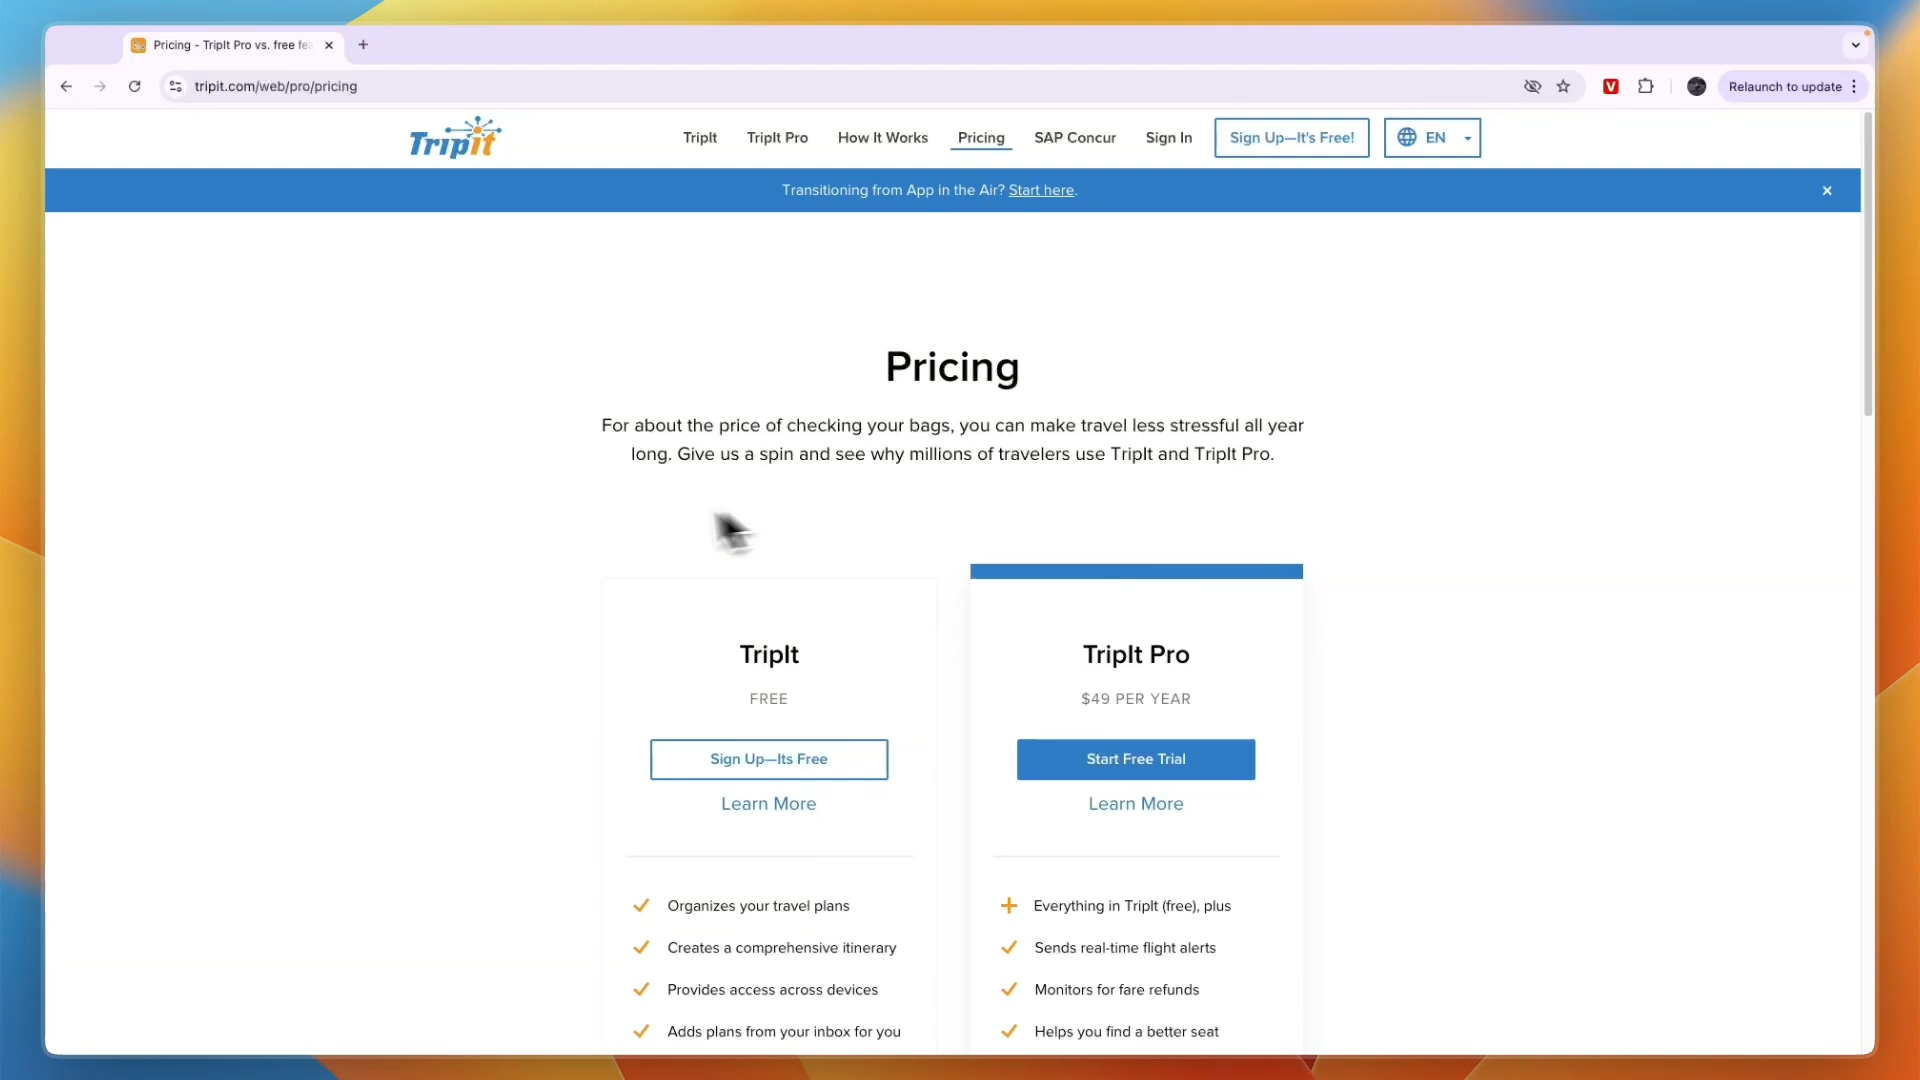 Pricing - TripIt Pro vs. free fea
tripit.com/web/pro/pricing
Relaunch to update
TripIt
TripIt
TripIt Pro
How It Works
Pricing
SAP Concur
Sign In
Sign Up—It's Free!
EN
Transitioning from App in the Air? Start here.
Pricing
For about the price of checking your bags, you can make travel less stressful all year
long. Give us a spin and see why millions of travelers use TripIt and TripIt Pro.
TripIt
FREE
Sign Up—Its Free
Learn More
Organizes your travel plans
Creates a comprehensive itinerary
Provides access across devices
Adds plans from your inbox for you
TripIt Pro
$49 PER YEAR
Start Free Trial
Learn More
Everything in TripIt (free), plus
Sends real-time flight alerts
Monitors for fare refunds
Helps you find a better seat